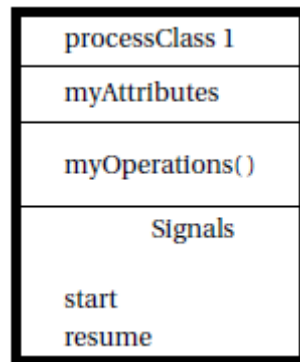 processClass 1
myAttributes
myOperations( )
Signals
start
resume